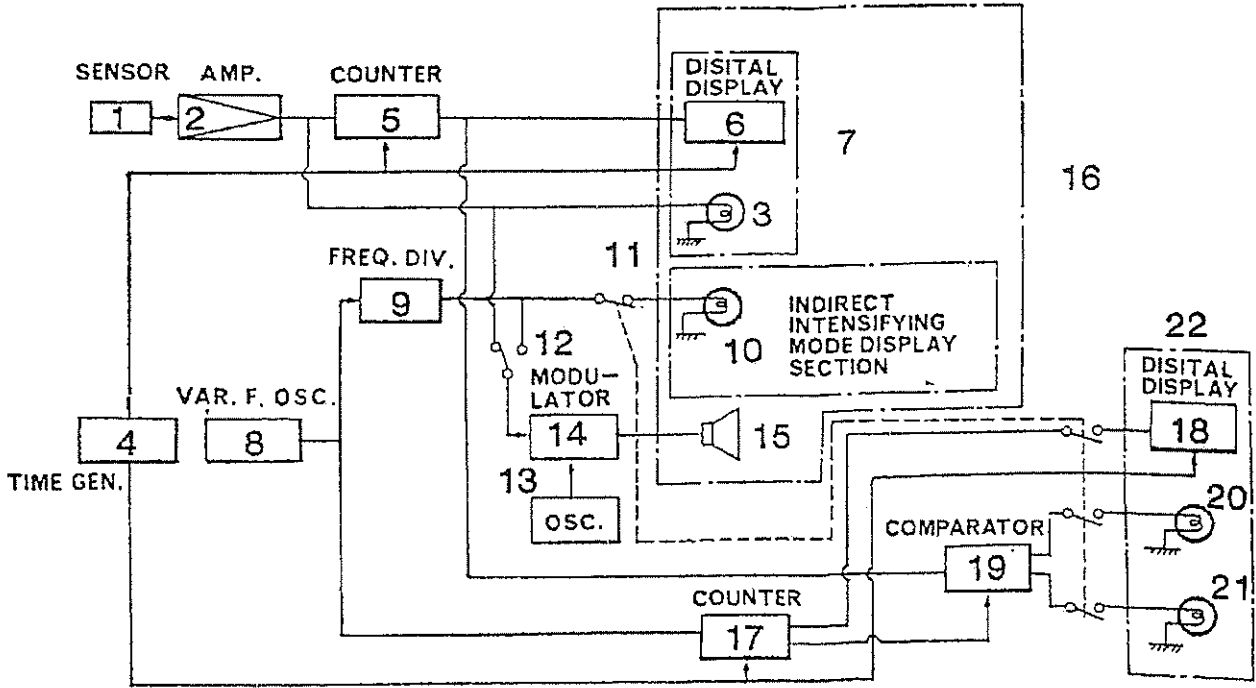 SENSOR
AMP.
COUNTER
DISITAL
DISPLAY
1
2
5
6
7
16
3
11
FREQ. DIV.
9
12
10
INDIRECT
INTENSIFYING
MODE DISPLAY
SECTION
22
DISITAL
DISPLAY
MODU-
LATOR
VAR. F. OSC.
4
8
14
15
18
TIME GEN.
13
OSC.
COMPARATOR
19
20
21
COUNTER
17